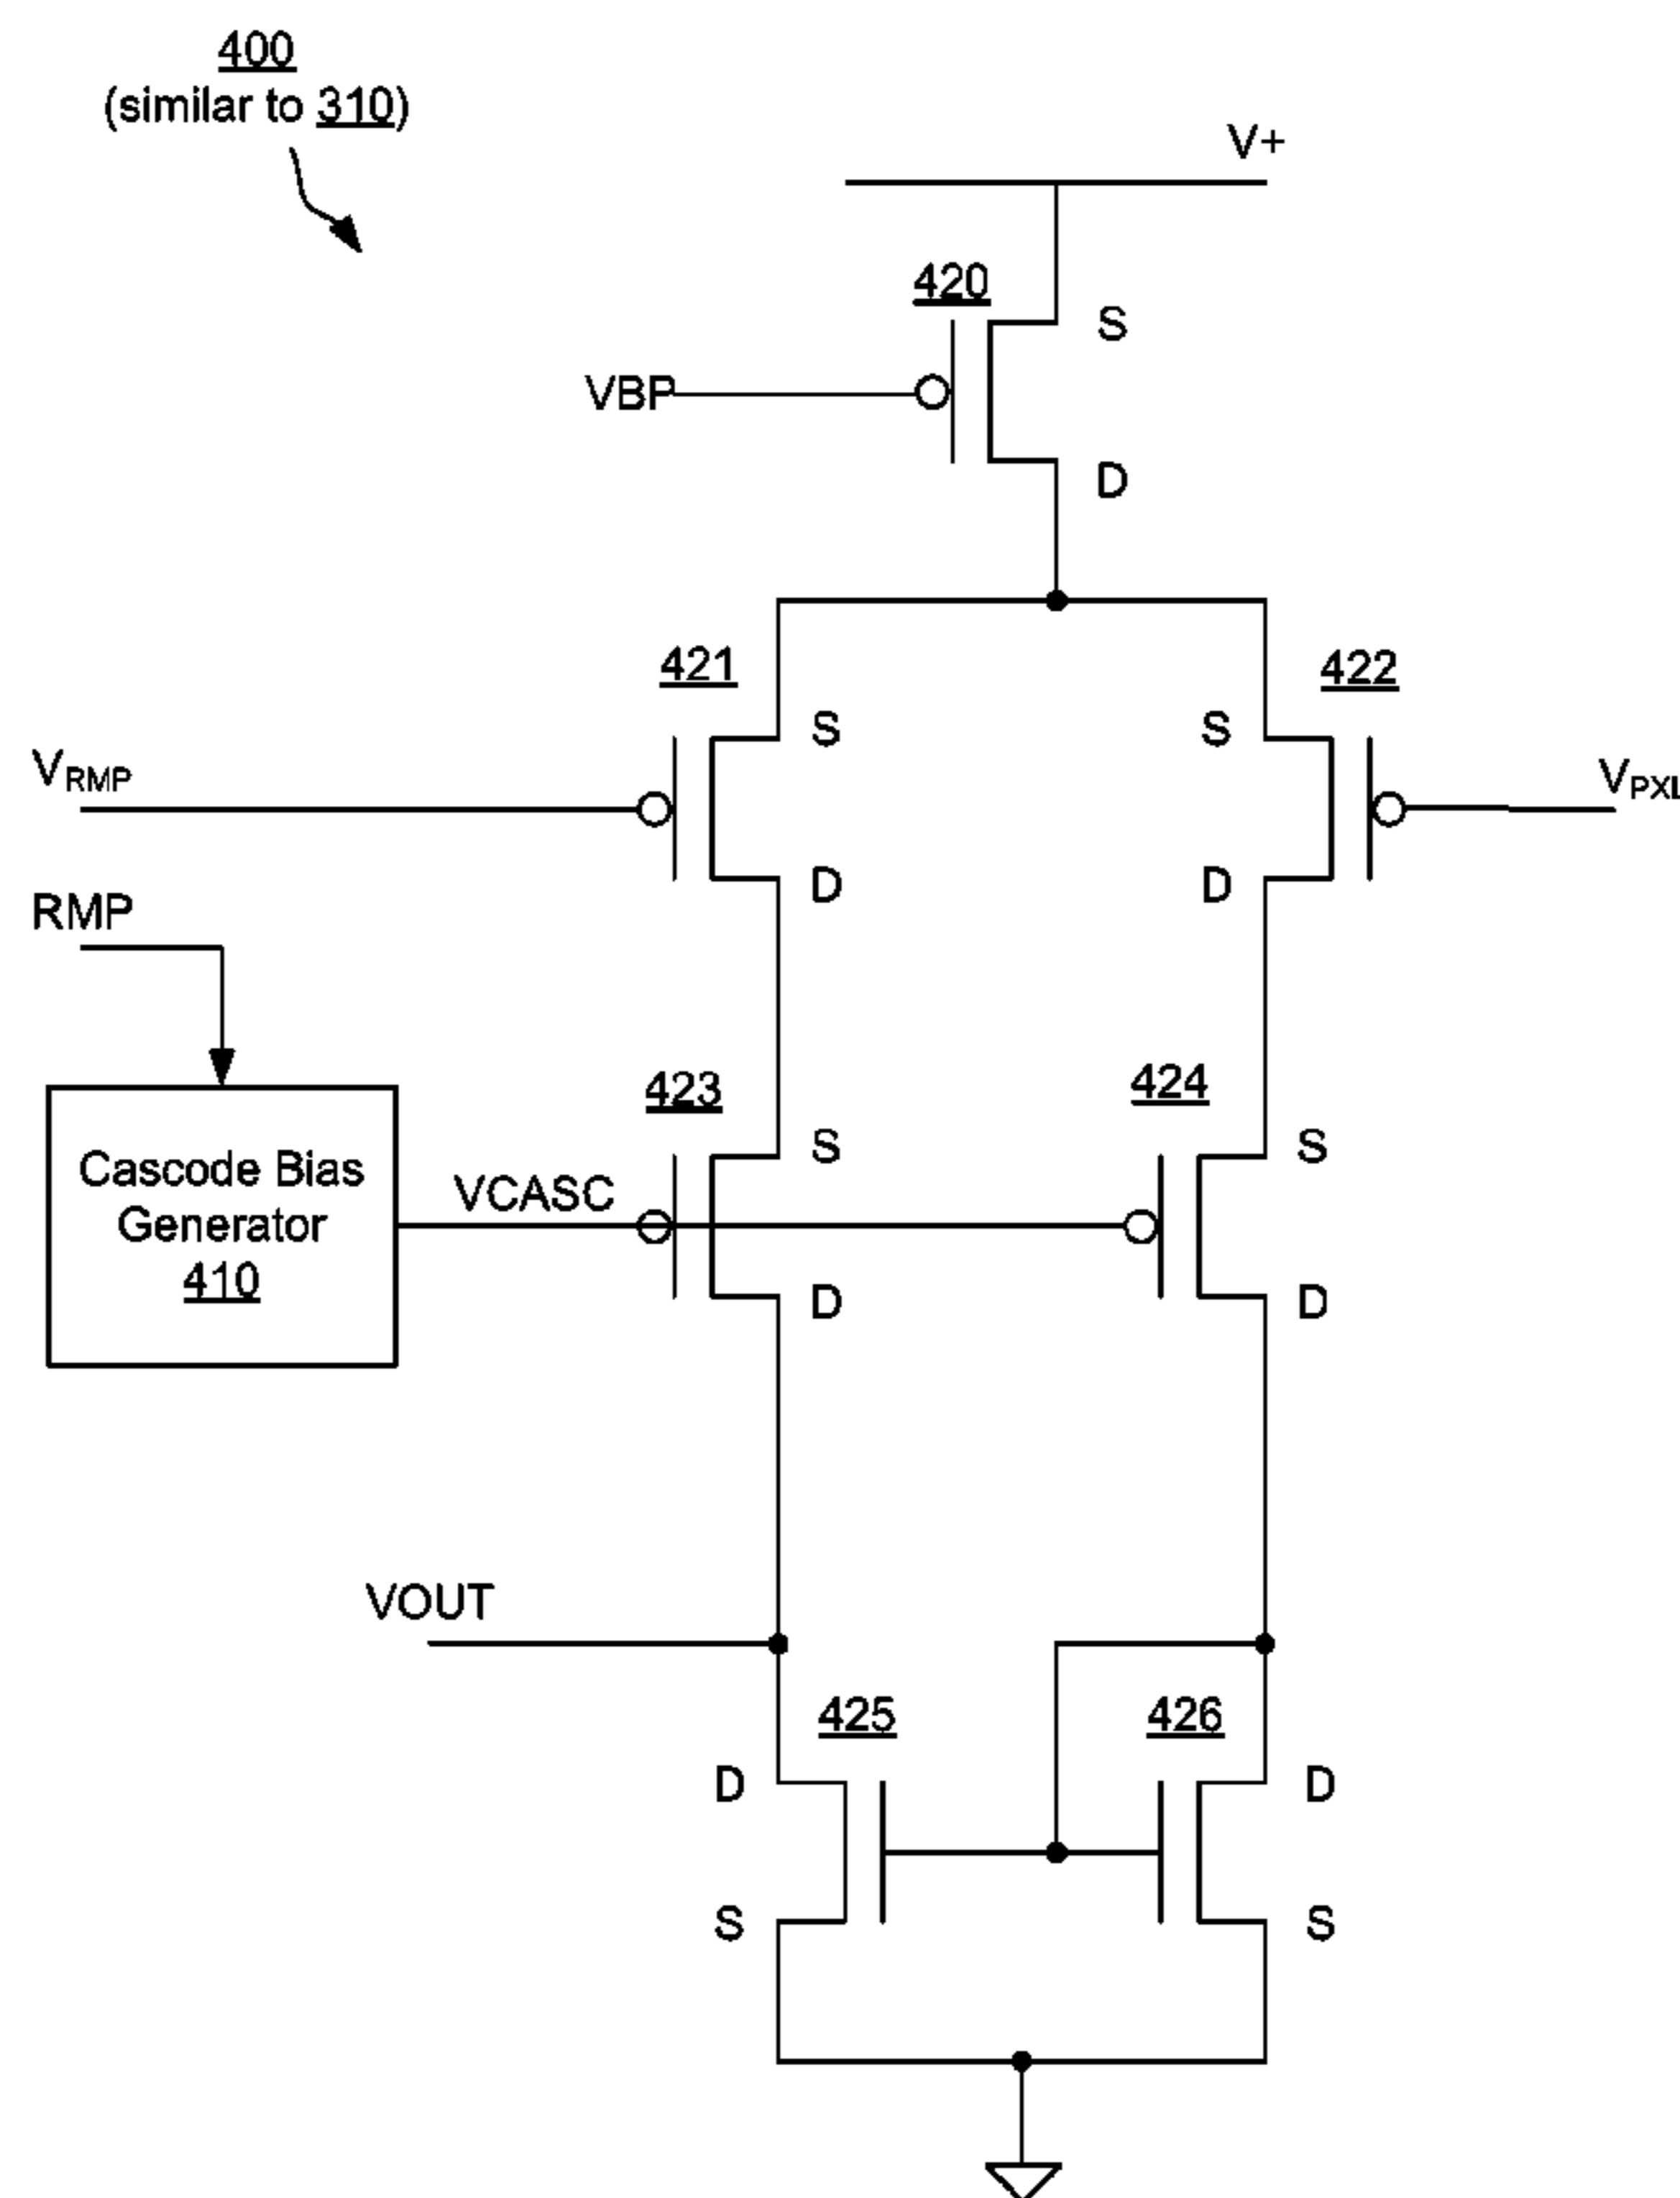 400
(similar to 310)
V+
420
S
VBP
D
421
422
S
S
VRMP
VPXL
D
D
RMP
423
424
S
S
Cascode Bias
Generator
410
VCASC
D
D
VOUT
425
426
D
D
S
S